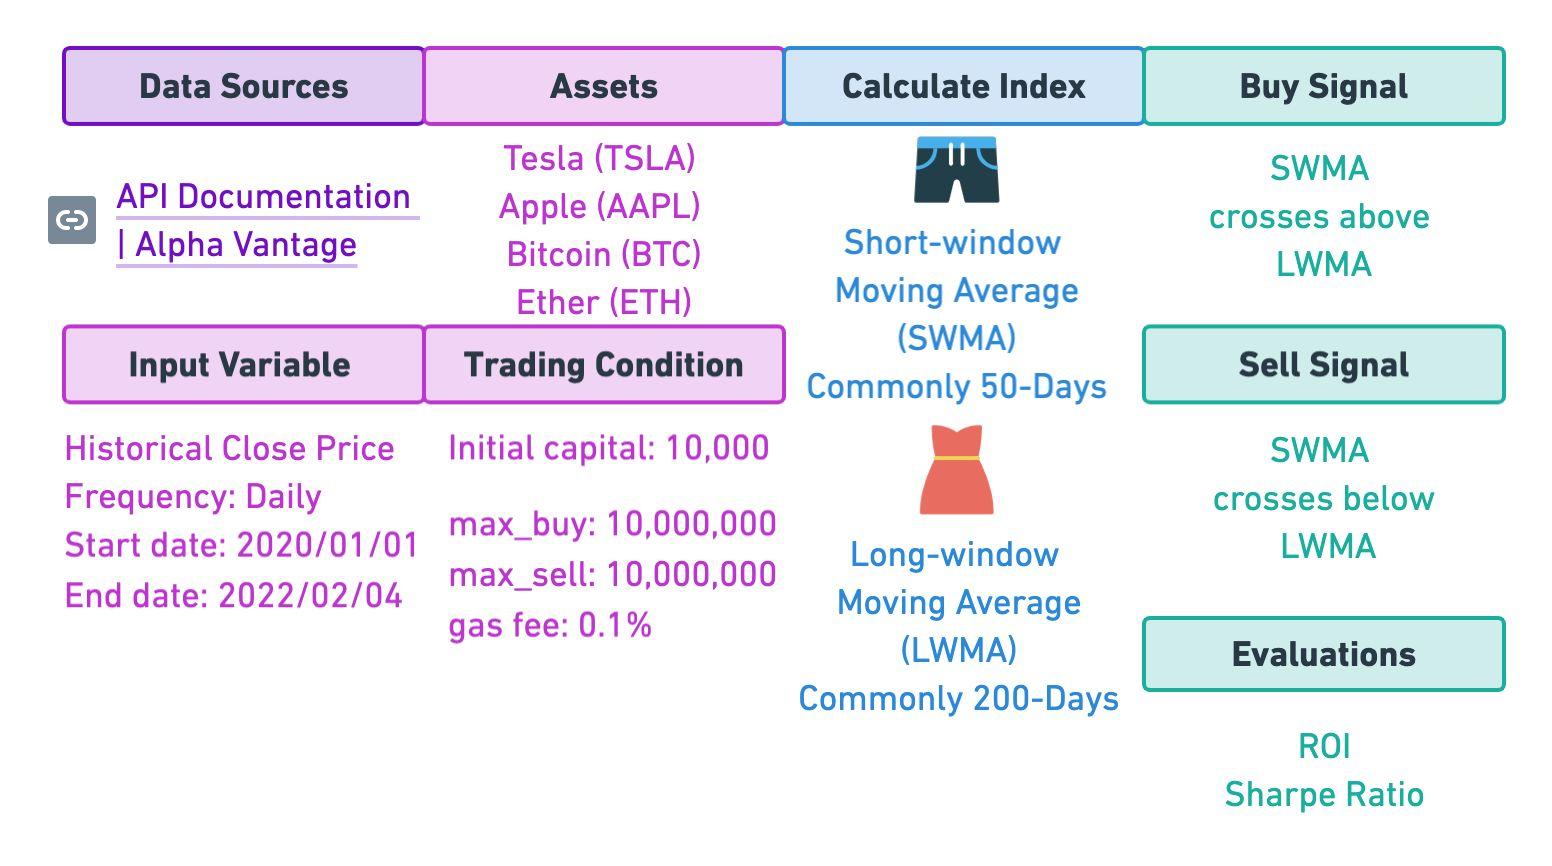 Data Sources
API Documentation
| Alpha Vantage
Assets
Tesla (TSLA)
Apple (AAPL)
Bitcoin (BTC)
Ether (ETH)
Input Variable
Historical Close Price
Frequency: Daily
Start date: 2020/01/01
End date: 2022/02/04
Trading Condition
Initial capital: 10,000
max_buy: 10,000,000
max_sell: 10,000,000
gas fee: 0.1%
Calculate Index
Short-window
Moving Average
(SWMA)
Commonly 50-Days
Long-window
Moving Average
(LWMA)
Commonly 200-Days
Buy Signal
SWMA
crosses above
LWMA
Sell Signal
SWMA
crosses below
LWMA
Evaluations
ROI
Sharpe Ratio